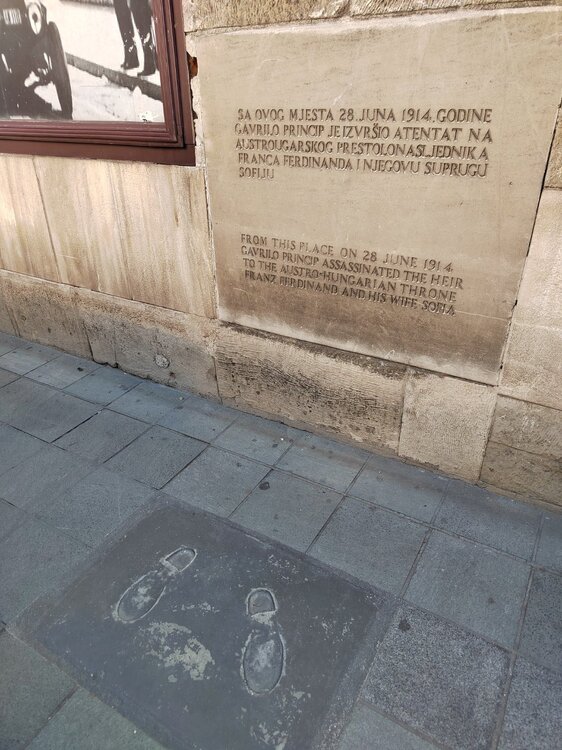 SA OVOG MJESTA 28. JUNA 1914. GODINE
GAVRILO PRINCIP JE IZVRŠIO ATENTAT NA
AUSTROUGARSKOG PRESTOLONASLJEDNIKA
FRANCA FERDINANDA I NJEGOVU SUPRUGU
SOFIJU
FROM THIS PLACE ON 28 JUNE 1914
GAVRILO PRINCIP ASSASSINATED THE HEIR
TO THE AUSTRO-HUNGARIAN THRONE
FRANZ FERDINAND AND HIS WIFE SOFIA